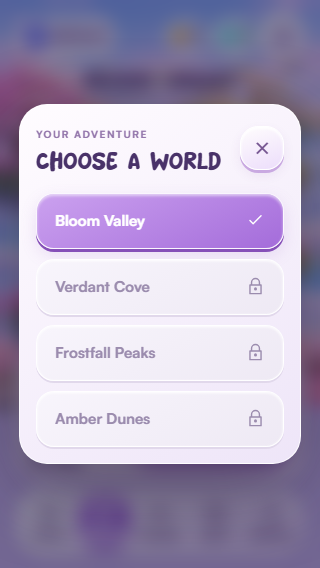 YOUR ADVENTURE
CHOOSE A WORLD
Bloom Valley
Verdant Cove
Frostfall Peaks
Amber Dunes